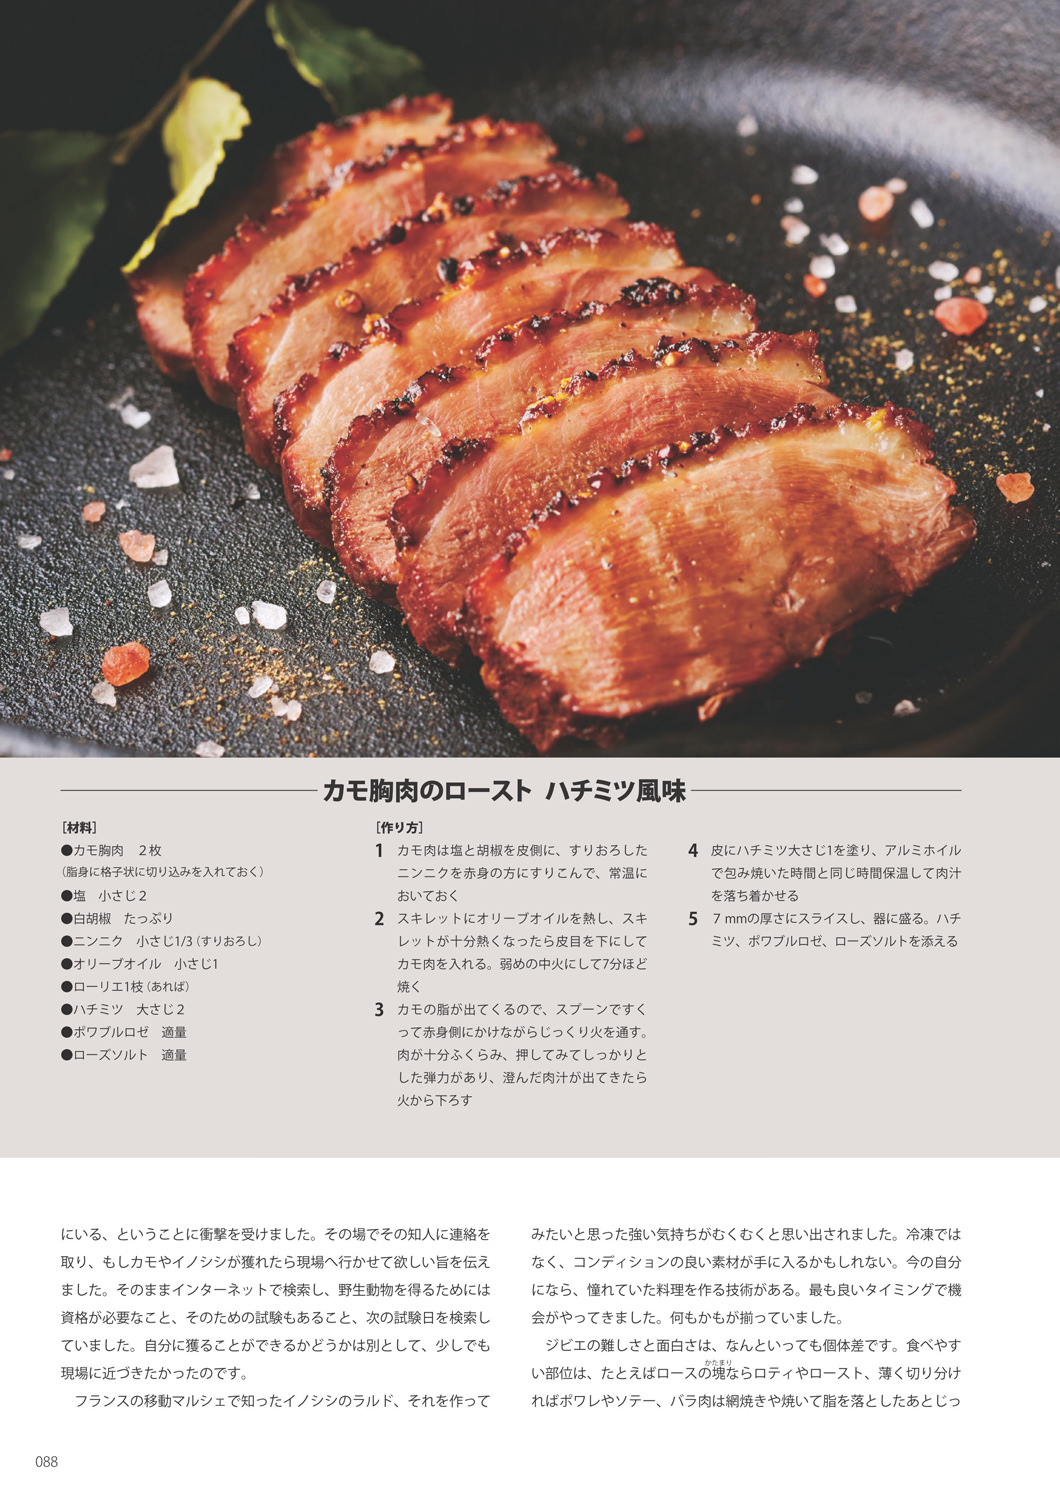 カモ胸肉のロースト ハチミツ風味
［材料］
●カモ胸肉　２枚
（脂身に格子状に切り込みを入れておく）
●塩　小さじ２
●白胡椒　たっぷり
●ニンニク　小さじ1/3（すりおろし）
●オリーブオイル　小さじ1
●ローリエ1枝（あれば）
●ハチミツ　大さじ２
●ポワブルロゼ　適量
●ローズソルト　適量
［作り方］
1　カモ肉は塩と胡椒を皮側に、すりおろした
ニンニクを赤身の方にすりこんで、常温に
おいておく
2　スキレットにオリーブオイルを熱し、スキ
レットが十分熱くなったら皮目を下にして
カモ肉を入れる。弱めの中火にして7分ほど
焼く
3　カモの脂が出てくるので、スプーンですく
って赤身側にかけながらじっくり火を通す。
肉が十分ふくらみ、押してみてしっかりと
した弾力があり、澄んだ肉汁が出てきたら
火から下ろす
4　皮にハチミツ大さじ1を塗り、アルミホイル
で包み焼いた時間と同じ時間保温して肉汁
を落ち着かせる
5　７mmの厚さにスライスし、器に盛る。ハチ
ミツ、ポワブルロゼ、ローズソルトを添える
にいる、ということに衝撃を受けました。その場でその知人に連絡を
取り、もしカモやイノシシが獲れたら現場へ行かせて欲しい旨を伝え
ました。そのままインターネットで検索し、野生動物を得るためには
資格が必要なこと、そのための試験もあること、次の試験日を検索し
ていました。自分に獲ることができるかどうかは別として、少しでも
現場に近づきたかったのです。
　フランスの移動マルシェで知ったイノシシのラルド、それを作って
みたいと思った強い気持ちがむくむくと思い出されました。冷凍では
なく、コンディションの良い素材が手に入るかもしれない。今の自分
になら、憧れていた料理を作る技術がある。最も良いタイミングで機
会がやってきました。何もかもが揃っていました。
　ジビエの難しさと面白さは、なんといっても個体差です。食べやす
かたまり
い部位は、たとえばロースの塊ならロティやロースト、薄く切り分け
ればポワレやソテー、バラ肉は網焼きや焼いて脂を落としたあとじっ
088